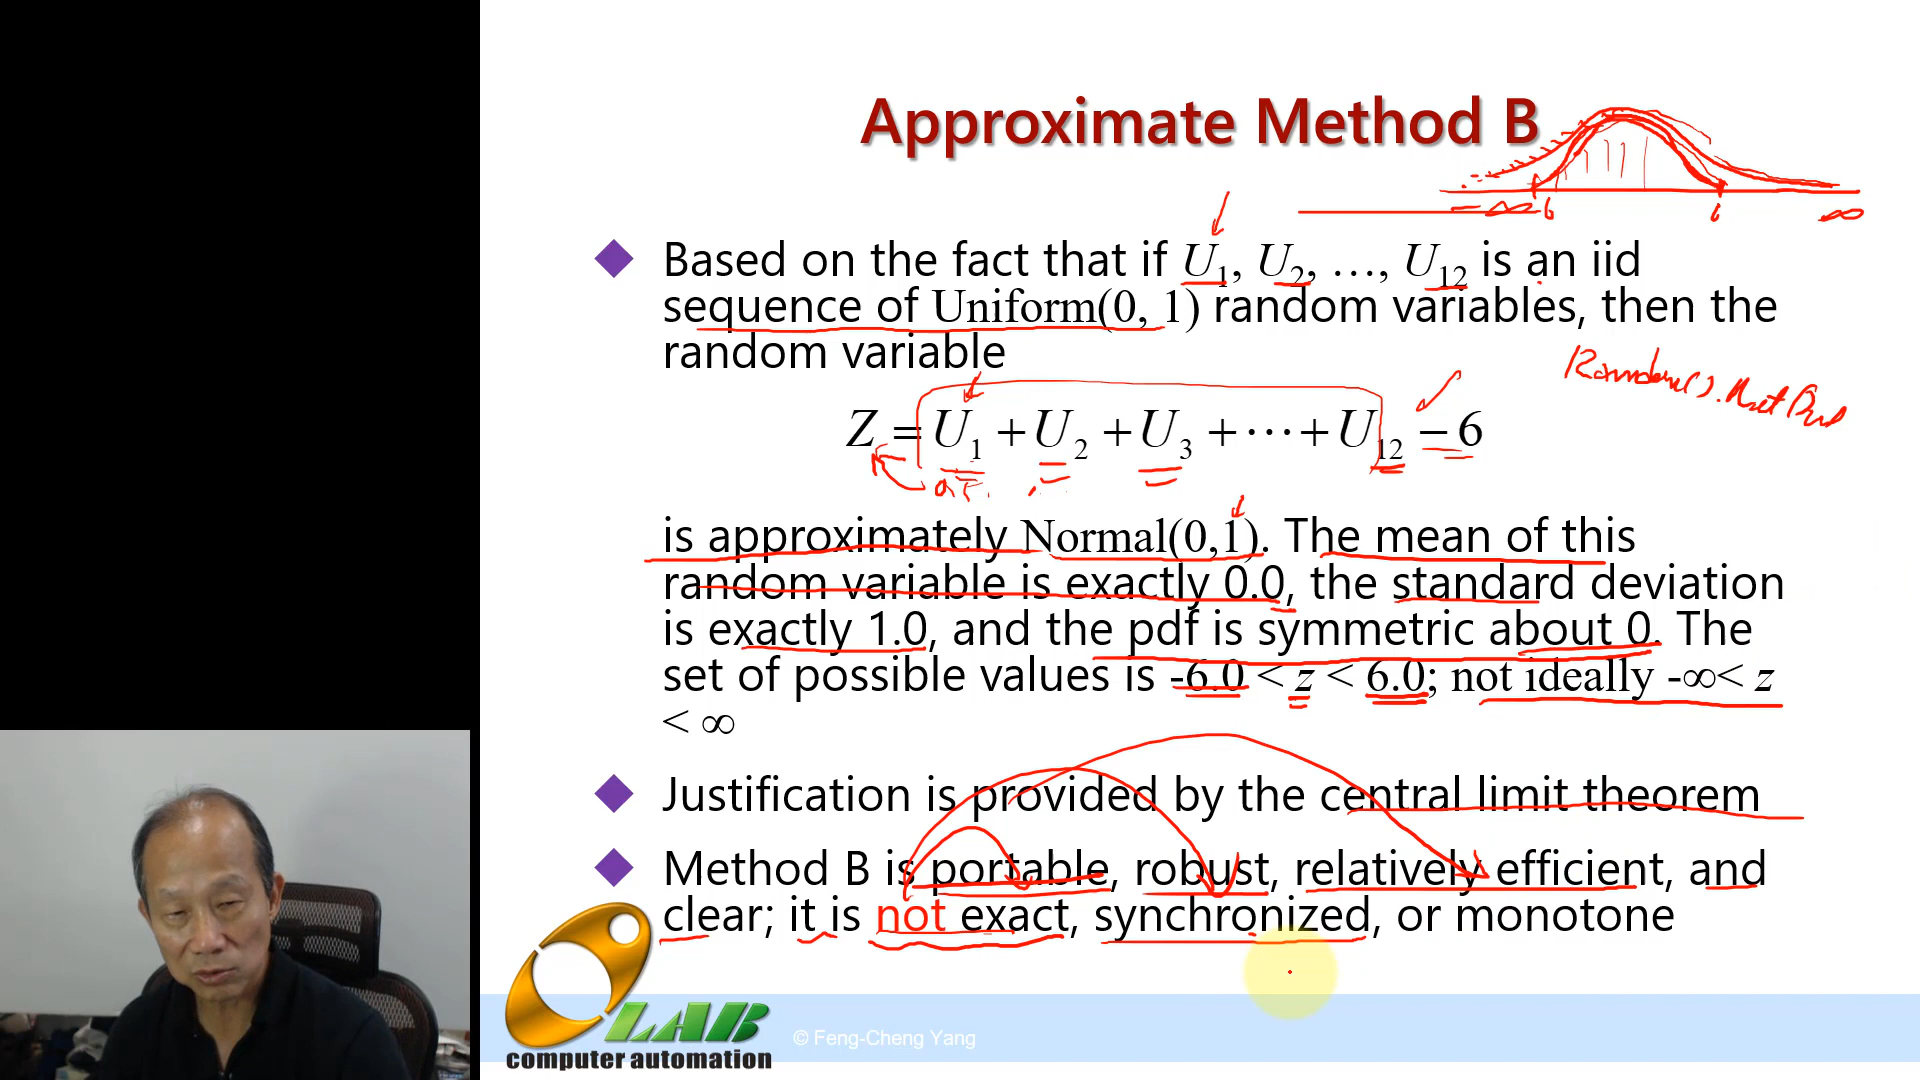 Approximate Method B
-∞ 6 6 ∞
Based on the fact that if U1, U2, …, U12 is an iid
sequence of Uniform(0, 1) random variables, then the
random variable
Z = U1 + U2 + U3 + ⋯ + U12 − 6
is approximately Normal(0,1). The mean of this
random variable is exactly 0.0, the standard deviation
is exactly 1.0, and the pdf is symmetric about 0. The
set of possible values is -6.0 < z < 6.0; not ideally -∞< z
< ∞
Justification is provided by the central limit theorem
Method B is portable, robust, relatively efficient, and
clear; it is not exact, synchronized, or monotone
LAB
computer automation
© Feng-Cheng Yang